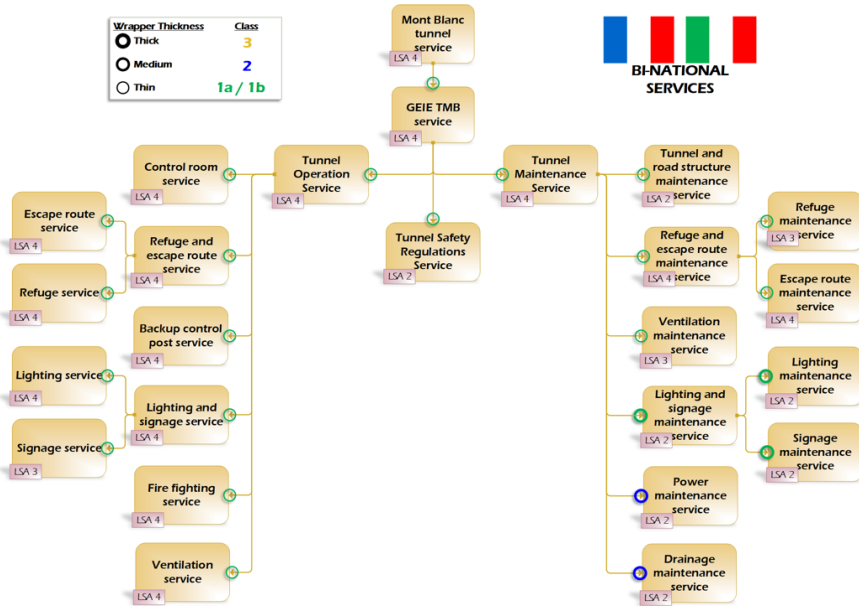 Wrapper Thickness Class
Thick 3
Medium 2
Thin 1a / 1b
Mont Blanc
tunnel
service
LSA 4
BI-NATIONAL
SERVICES
GEIE TMB
service
LSA 4
Control room
service
LSA 4
Tunnel
Operation
Service
LSA 4
Tunnel
Maintenance
Service
LSA 4
Tunnel and
road structure
maintenance
service
LSA 2
Escape route
service
LSA 4
Refuge and
escape route
service
LSA 4
Tunnel Safety
Regulations
Service
LSA 2
Refuge and
escape route
maintenance
service
LSA 4
Refuge
maintenance
service
LSA 3
Refuge service
LSA 4
Escape route
maintenance
service
LSA 4
Backup control
post service
LSA 4
Ventilation
maintenance
service
LSA 3
Lighting service
LSA 4
Lighting and
signage service
LSA 4
Lighting and
signage
maintenance
service
LSA 2
Lighting
maintenance
service
LSA 2
Signage service
LSA 3
Signage
maintenance
service
LSA 2
Fire fighting
service
LSA 4
Power
maintenance
service
LSA 2
Ventilation
service
LSA 4
Drainage
maintenance
service
LSA 2